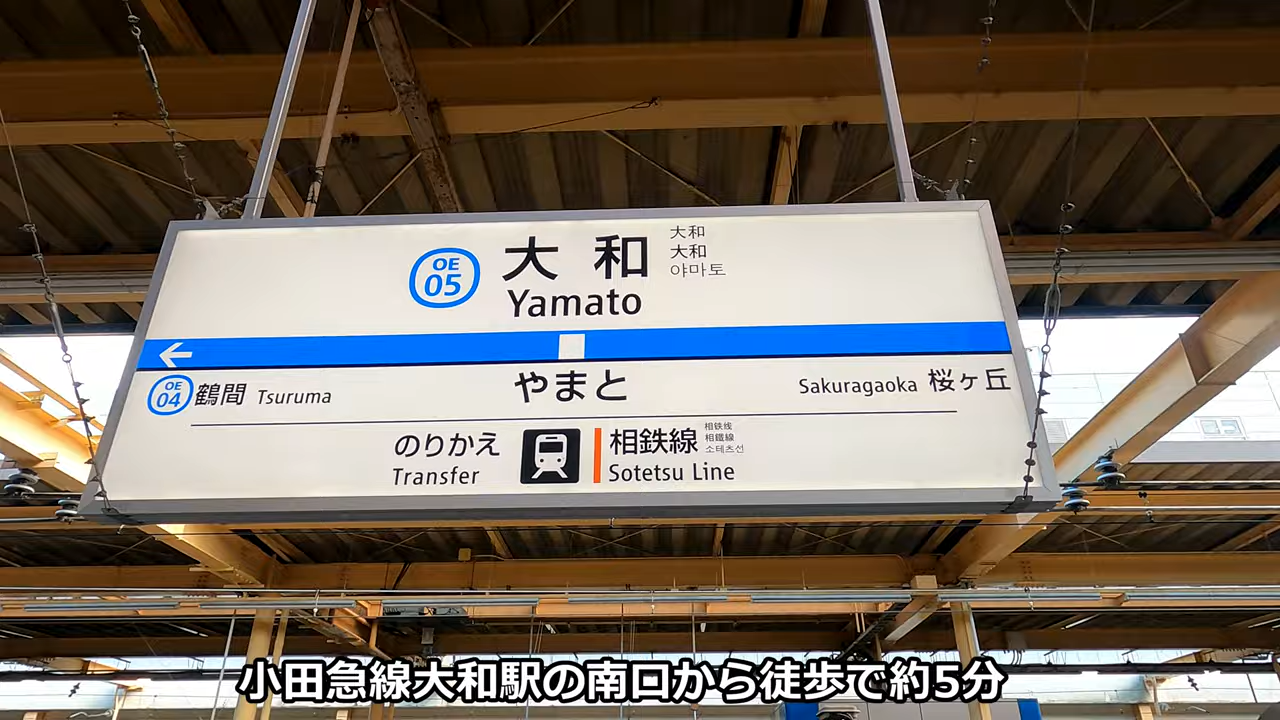 OE
05
大和
Yamato
大和
大和
야마토
←
OE
04
鶴間 Tsuruma
やまと
Sakuragaoka 桜ヶ丘
のりかえ
Transfer
相鉄線
Sotetsu Line
相铁线
相鐵線
소테츠선
小田急線大和駅の南口から徒歩で約5分